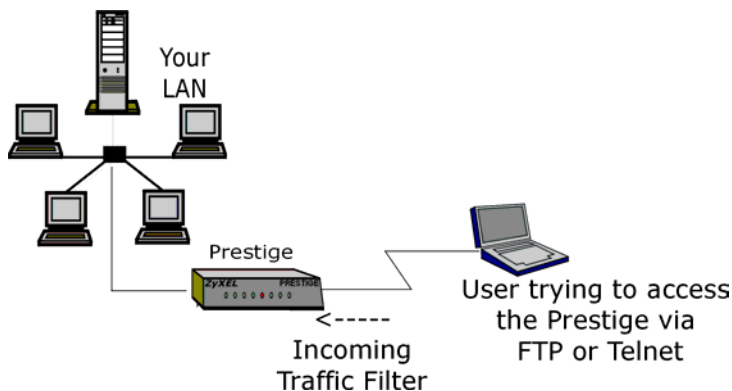 Your
LAN
Prestige
ZyXEL PRESTIGE
User trying to access
the Prestige via
FTP or Telnet
Incoming
Traffic Filter